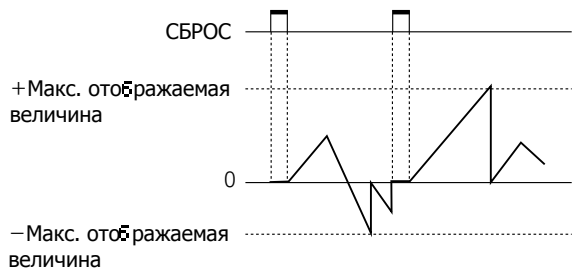 СБРОС
+Макс. отображаемая
величина
0
−Макс. отображаемая
величина